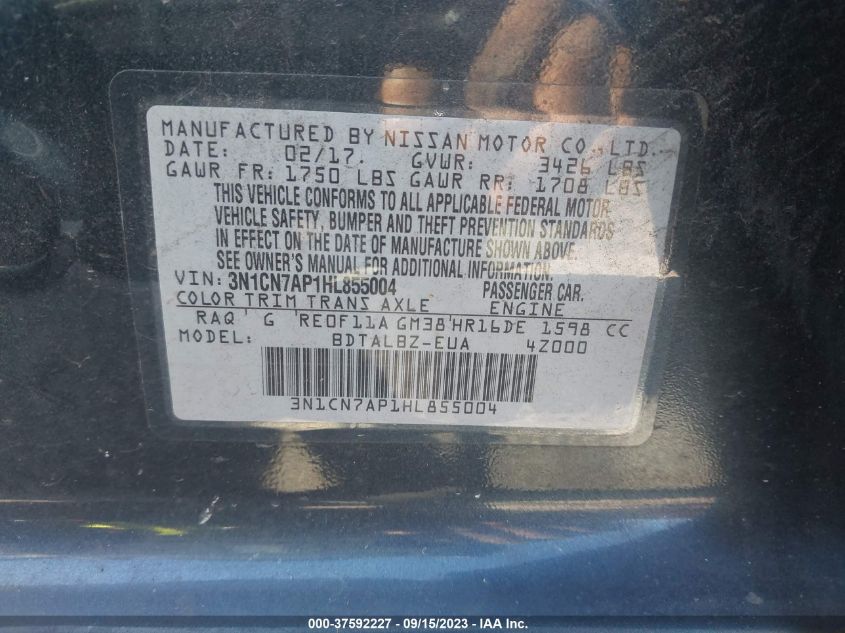 MANUFACTURED BY NISSAN MOTOR CO.,LTD.
DATE: 02/17. GVWR: 3426 LBS
GAWR FR: 1750 LBS GAWR RR: 1708 LBS
THIS VEHICLE CONFORMS TO ALL APPLICABLE FEDERAL MOTOR
VEHICLE SAFETY, BUMPER AND THEFT PREVENTION STANDARDS
IN EFFECT ON THE DATE OF MANUFACTURE SHOWN ABOVE.
SEE OWNER'S MANUAL FOR ADDITIONAL INFORMATION.
VIN: 3N1CN7AP1HL855004 PASSENGER CAR.
COLOR TRIM TRANS AXLE ENGINE
RAQ' G 'RE0F11A GM38'HR16DE 1598 CC
MODEL: BDTALBZ-EUA 4Z000
3N1CN7AP1HL855004
000-37592227 - 09/15/2023 - IAA Inc.